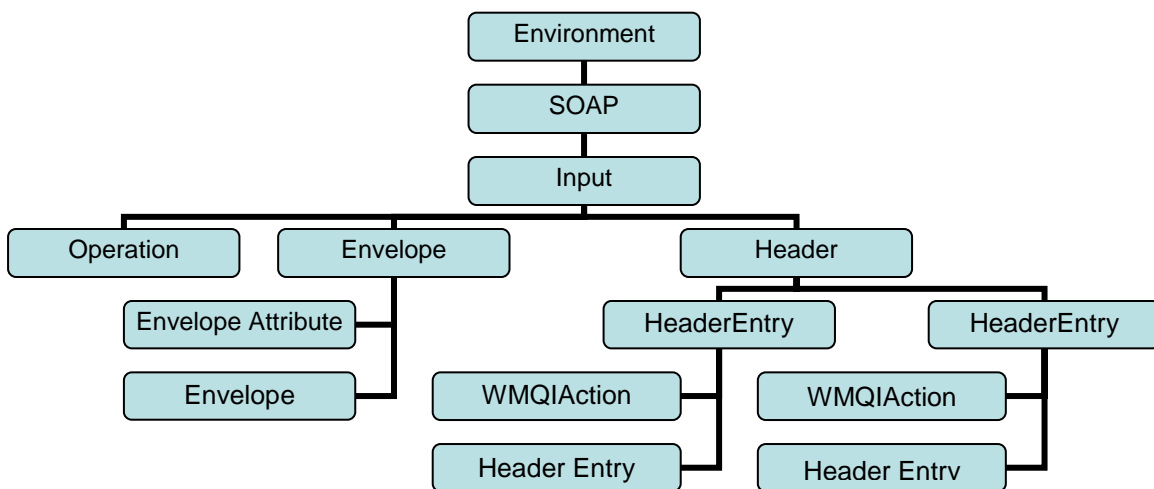 Environment
SOAP
Input
Operation
Envelope
Header
Envelope Attribute
HeaderEntry
HeaderEntry
Envelope
WMQIAction
WMQIAction
Header Entry
Header Entry